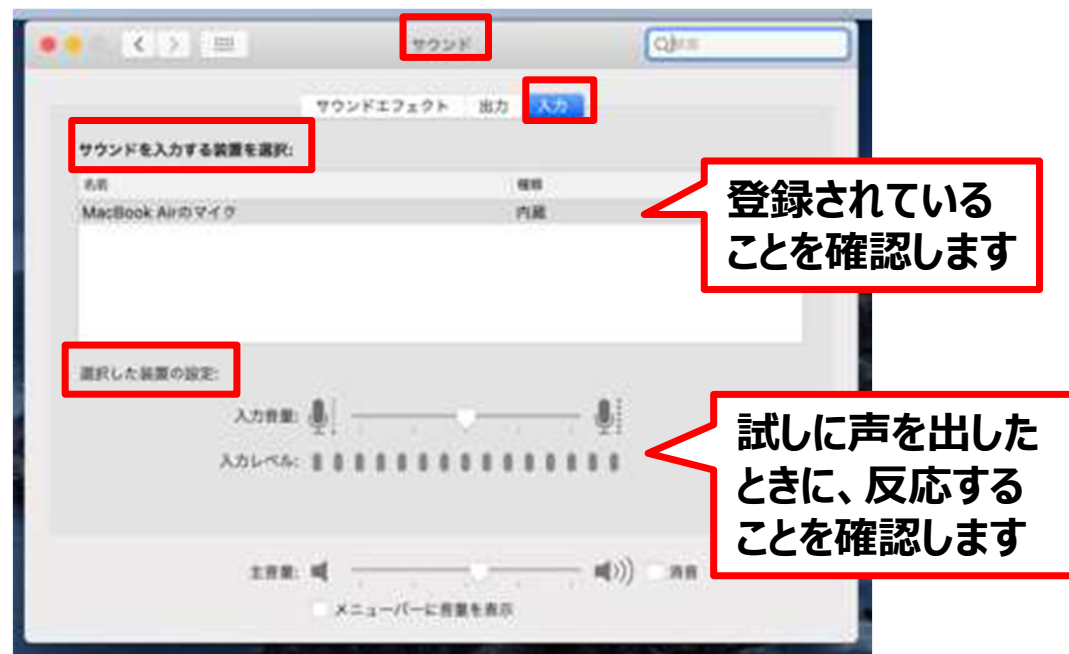 サウンド
検索
サウンドエフェクト 出力 入力
サウンドを入力する装置を選択:
名前 種類
MacBook Airのマイク 内蔵
登録されている
ことを確認します
選択した装置の設定:
入力音量:
入力レベル:
試しに声を出した
ときに、反応する
ことを確認します
主音量: 消音
メニューバーに音量を表示